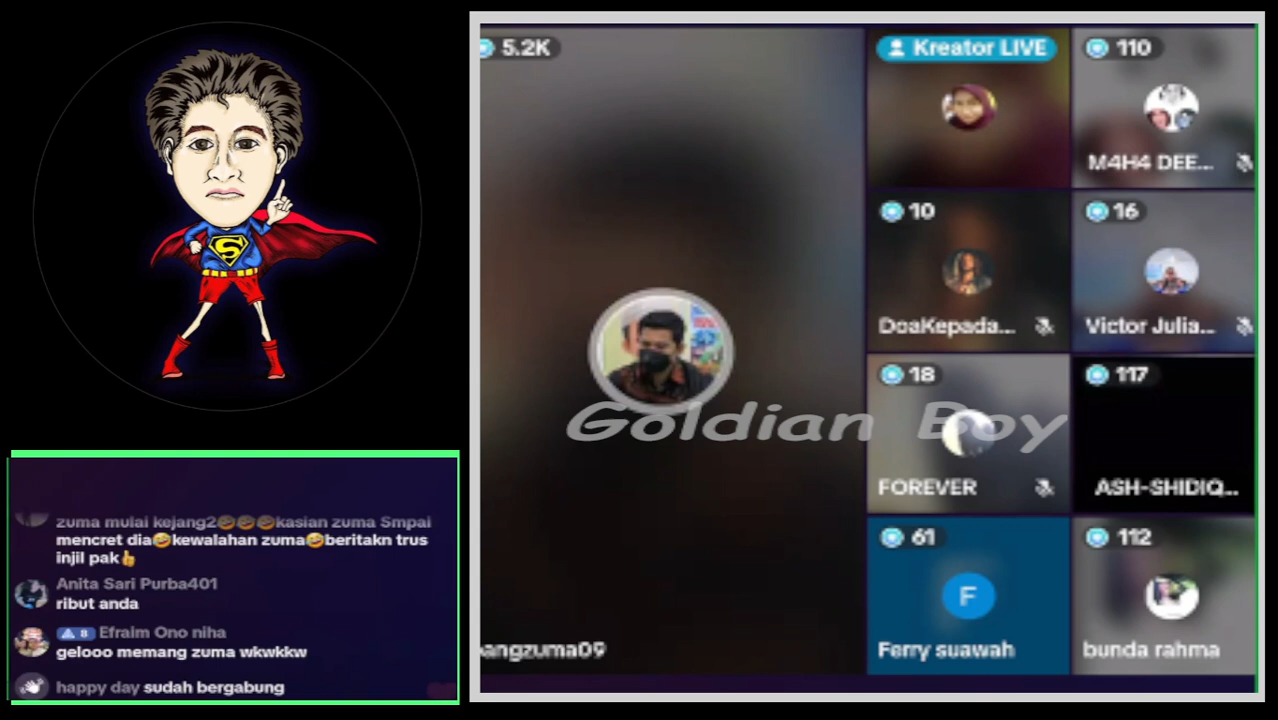 S
zuma mulai kejang2🤣🤣🤣kasian zuma Smpai
mencret dia🤣kewalahan zuma🤣beritakn trus
injil pak👍
Anita Sari Purba401
ribut anda
8 Efraim Ono niha
gelooo memang zuma wkwkkw
happy day sudah bergabung
5.2K
angzuma09
Kreator LIVE
110
M4H4 DEE...
10
DoaKepada...
16
Victor Julia...
18
FOREVER
117
ASH-SHIDIQ...
61
F
Ferry suawah
112
bunda rahma
Goldian Boy